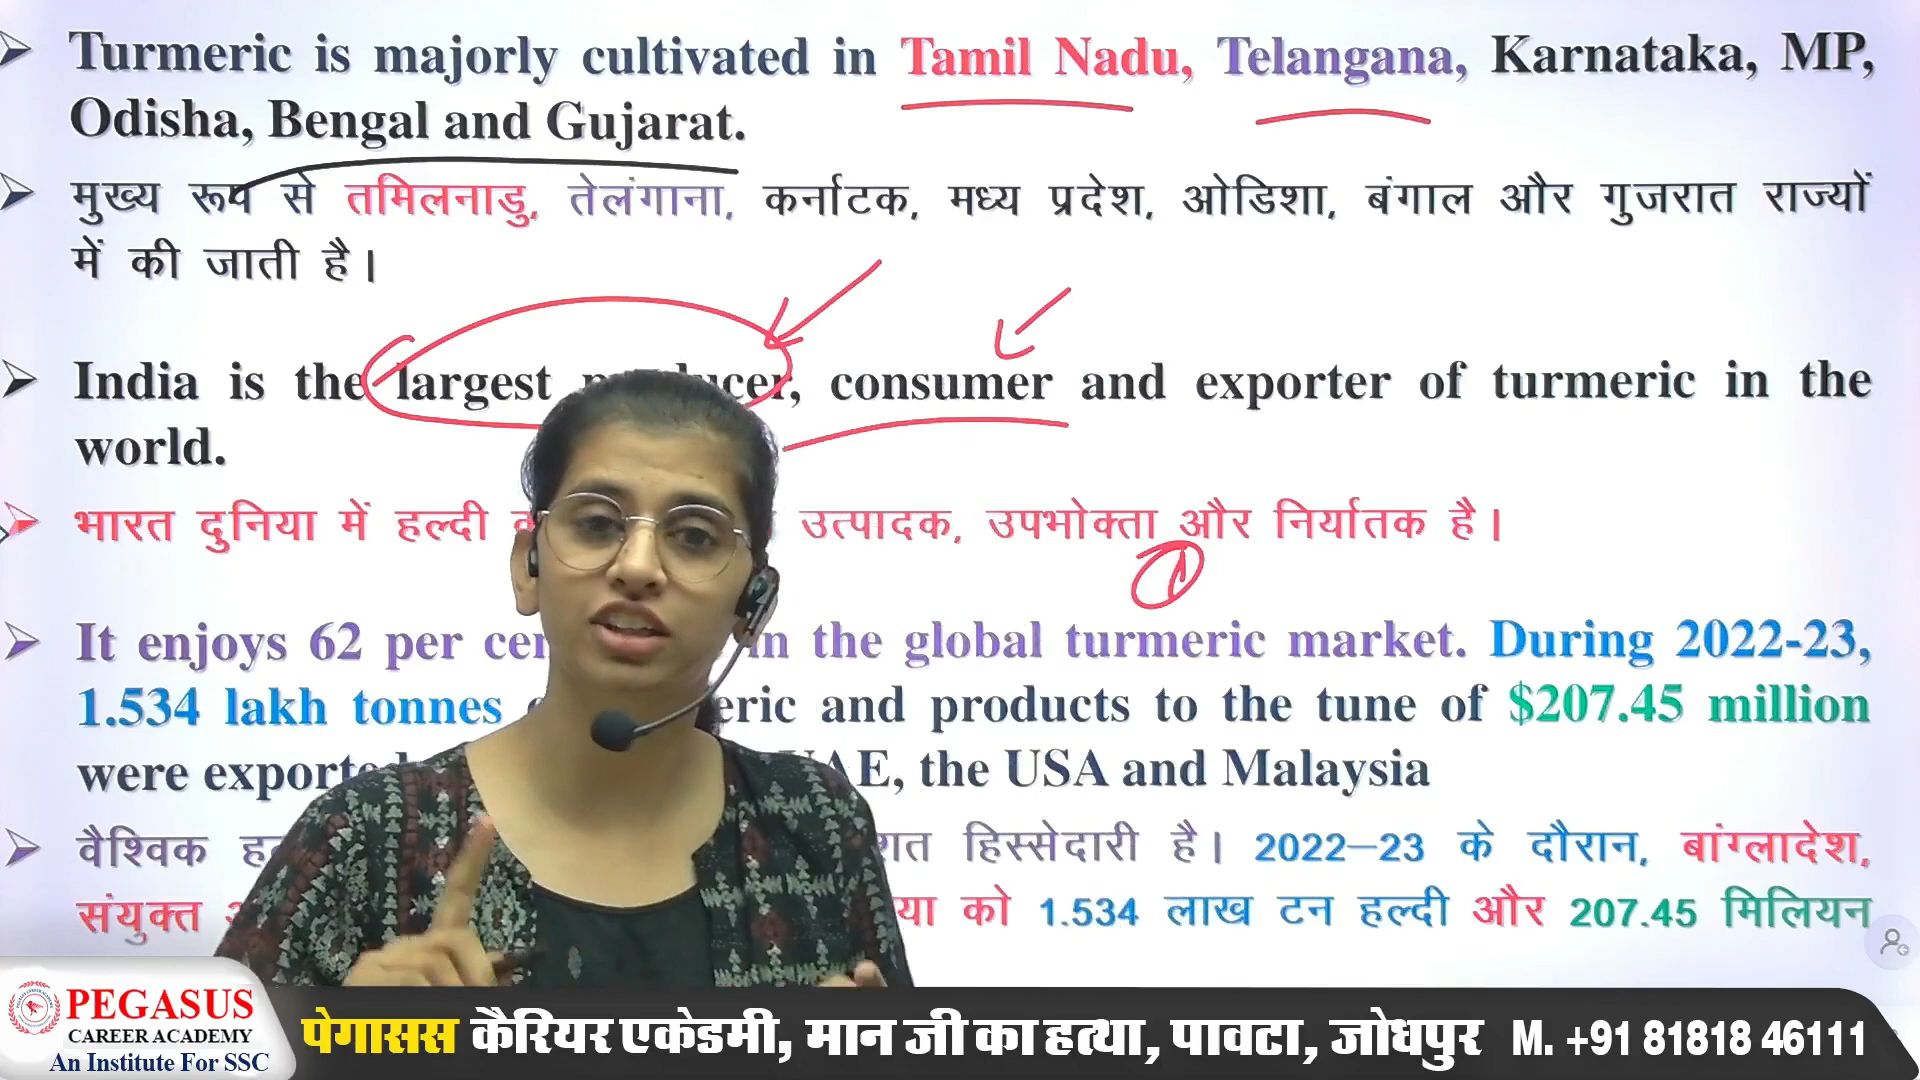 Turmeric is majorly cultivated in Tamil Nadu, Telangana, Karnataka, MP,
Odisha, Bengal and Gujarat.
मुख्य रूप से तमिलनाडु, तेलंगाना, कर्नाटक, मध्य प्रदेश, ओडिशा, बंगाल और गुजरात राज्यों
में की जाती है।
India is the largest producer, consumer and exporter of turmeric in the
world.
भारत दुनिया में हल्दी उत्पादक, उपभोक्ता और निर्यातक है।
It enjoys 62 per in the global turmeric market. During 2022-23,
1.534 lakh tonnes and products to the tune of $207.45 million
were the USA and Malaysia
वैश्विक हिस्सेदारी है। 2022–23 के दौरान, बांग्लादेश,
संयुक्त को 1.534 लाख टन हल्दी और 207.45 मिलियन
PEGASUS
CAREER ACADEMY
An Institute For SSC
पेगासस कैरियर एकेडमी, मान जी का हत्था, पावटा, जोधपुर M. +91 81818 46111